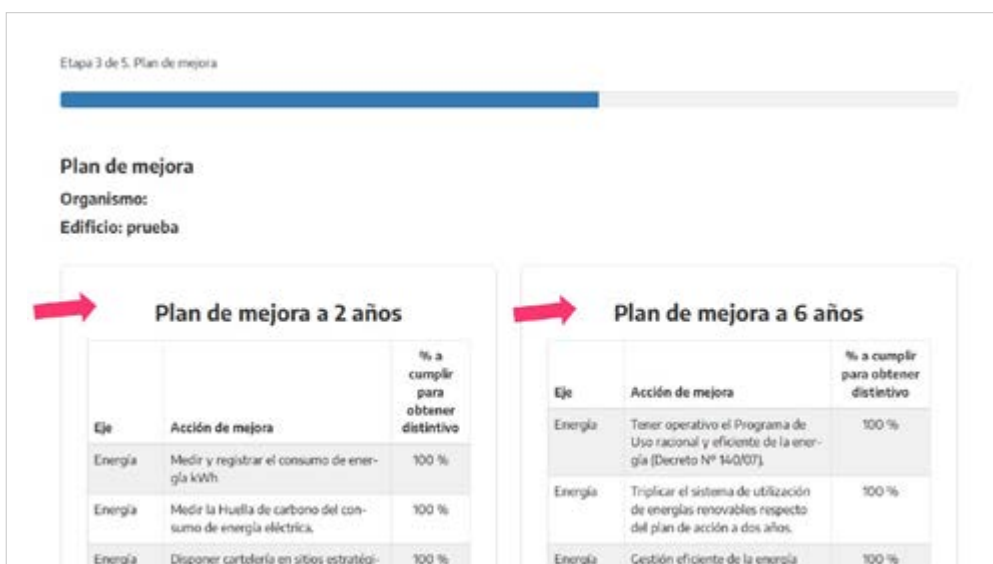 Etapa 3 de 5. Plan de mejora
Plan de mejora
Organismo:
Edificio: prueba
Plan de mejora a 2 años
% a
cumplir
para
obtener
distintivo
Eje
Acción de mejora
Energía
Medir y registrar el consumo de ener-
gía kWh
100 %
Energía
Medir la Huella de carbono del con-
sumo de energía eléctrica.
100 %
Energía
Disponer cartelería en sitios estratégi-
100 %
Plan de mejora a 6 años
% a cumplir
para obtener
distintivo
Eje
Acción de mejora
Energía
Tener operativo el Programa de
Uso racional y eficiente de la ener-
gía (Decreto Nº 140/07).
100 %
Energía
Triplicar el sistema de utilización
de energías renovables respecto
del plan de acción a dos años.
100 %
Energía
Gestión eficiente de la energía
100 %